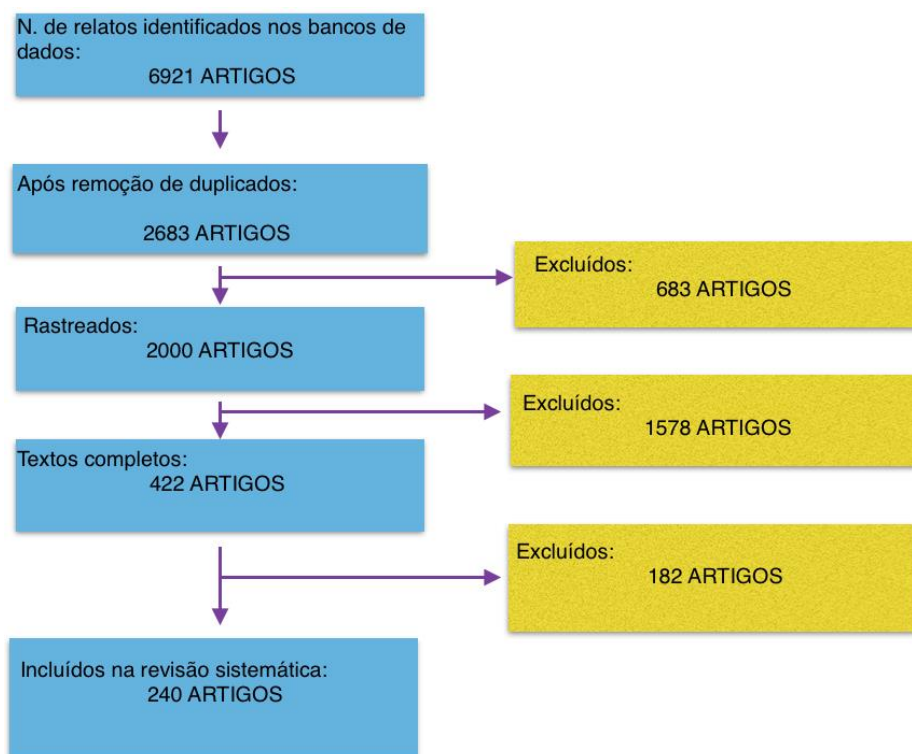 N. de relatos identificados nos bancos de
dados:
6921 ARTIGOS
Após remoção de duplicados:
2683 ARTIGOS
Excluídos:
683 ARTIGOS
Rastreados:
2000 ARTIGOS
Excluídos:
1578 ARTIGOS
Textos completos:
422 ARTIGOS
Excluídos:
182 ARTIGOS
Incluídos na revisão sistemática:
240 ARTIGOS